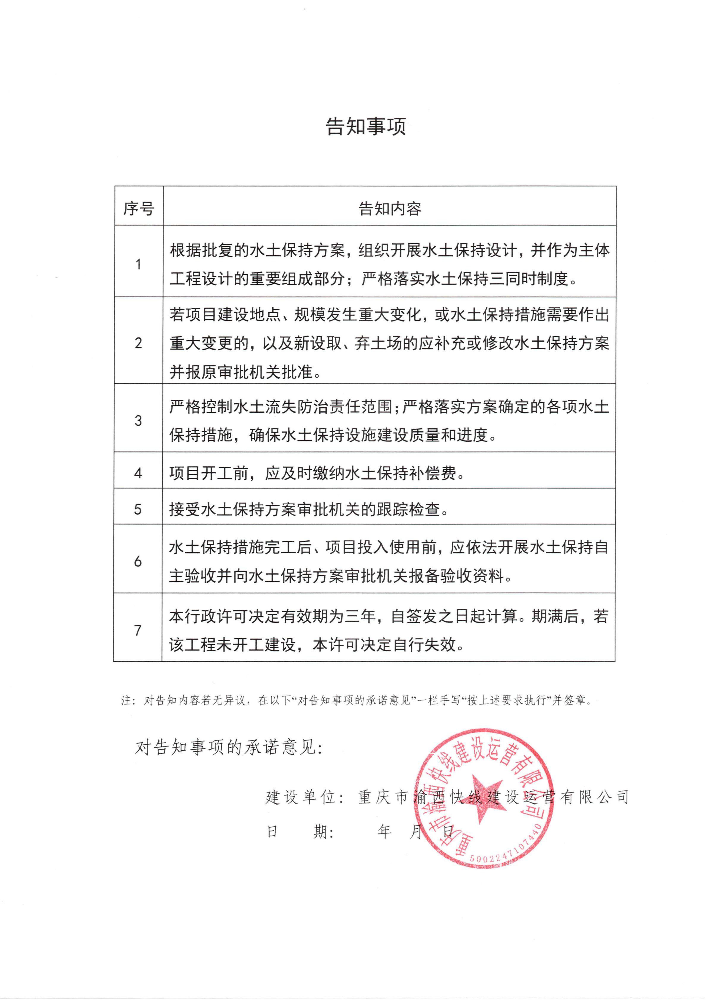 告知事项
序号 告知内容
1
根据批复的水土保持方案，组织开展水土保持设计，并作为主体
工程设计的重要组成部分；严格落实水土保持三同时制度。
2
若项目建设地点、规模发生重大变化，或水土保持措施需要作出
重大变更的，以及新设取、弃土场的应补充或修改水土保持方案
并报原审批机关批准。
3
严格控制水土流失防治责任范围；严格落实方案确定的各项水土
保持措施，确保水土保持设施建设质量和进度。
4 项目开工前，应及时缴纳水土保持补偿费。
5 接受水土保持方案审批机关的跟踪检查。
6
水土保持措施完工后、项目投入使用前，应依法开展水土保持自
主验收并向水土保持方案审批机关报备验收资料。
7
本行政许可决定有效期为三年，自签发之日起计算。期满后，若
该工程未开工建设，本许可决定自行失效。
注：对告知内容若无异议，在以下“对告知事项的承诺意见”一栏手写“按上述要求执行”并签章。
对告知事项的承诺意见：
建设单位：重庆市渝西快线建设运营有限公司
日 期： 年 月 日
重庆市渝西快线建设运营有限公司
5002247107440